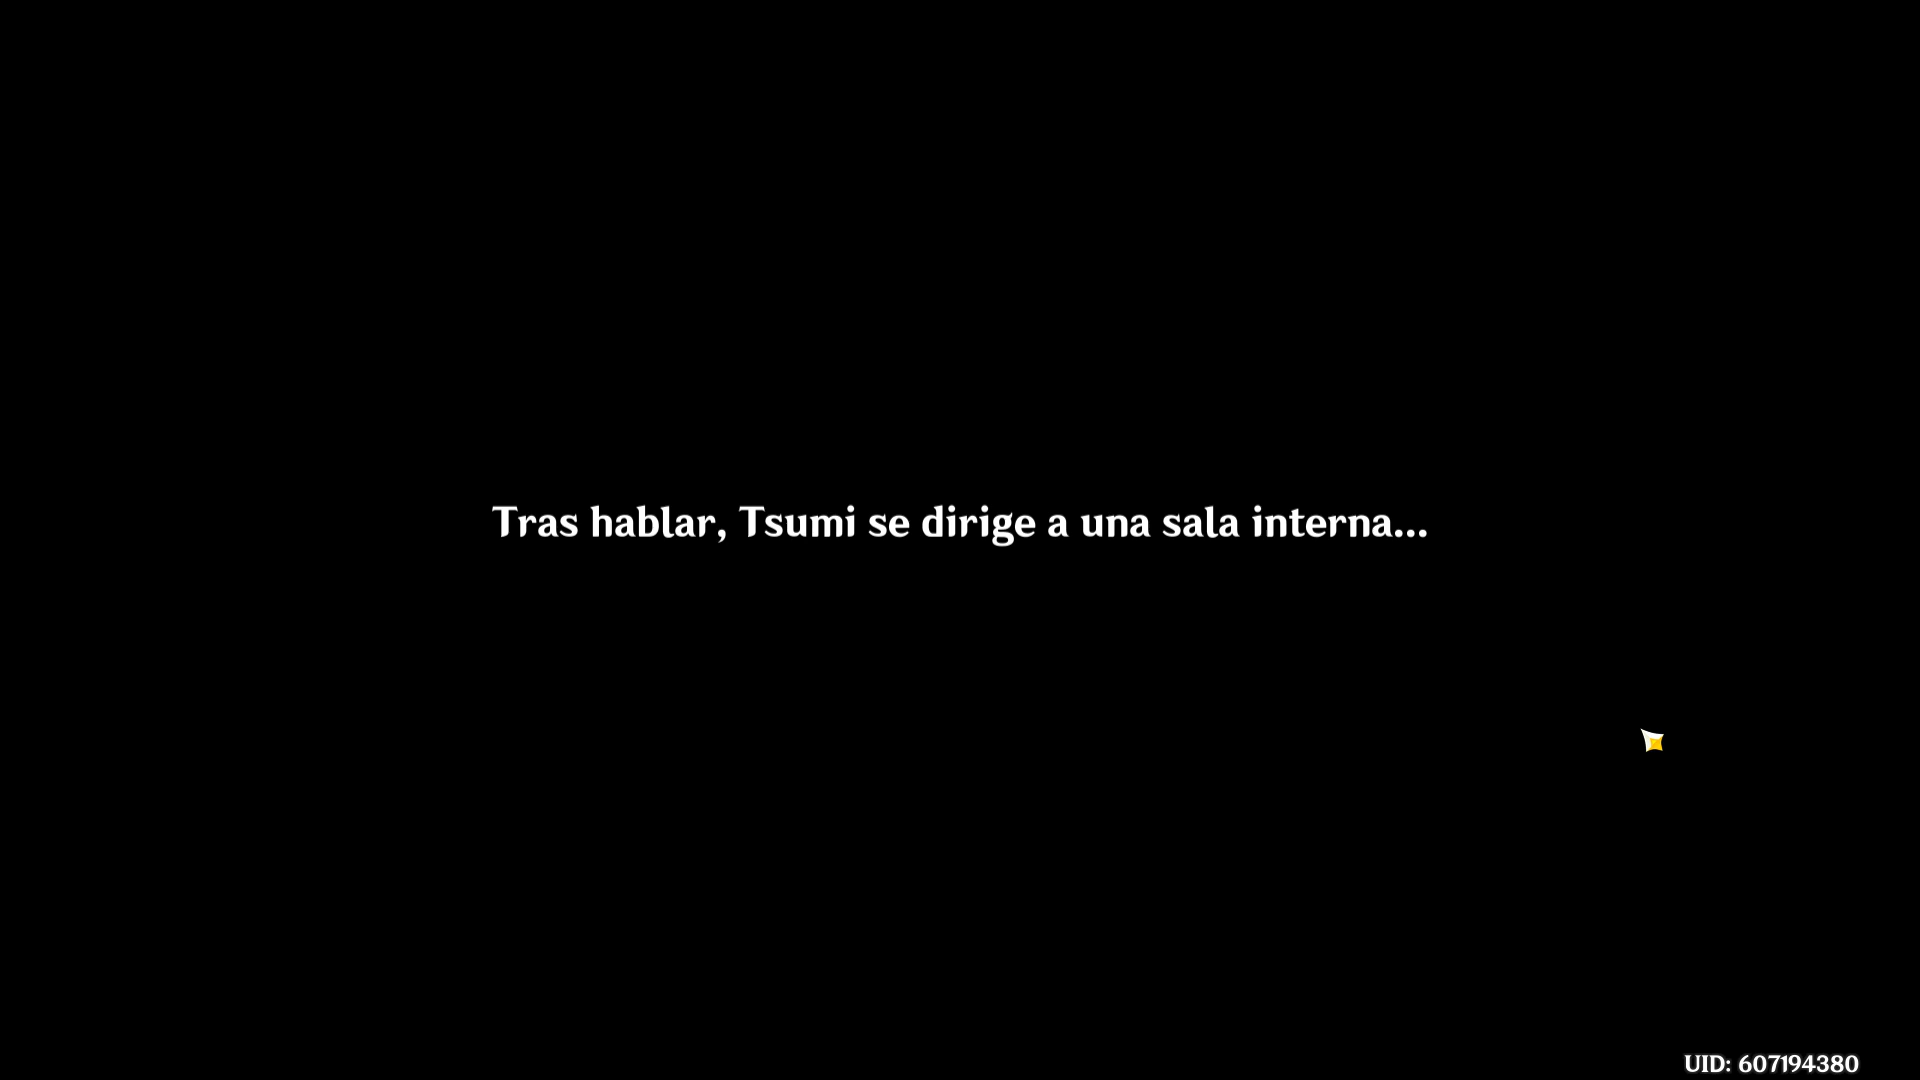 Tras hablar, Tsumi se dirige a una sala interna...
UID: 607194380